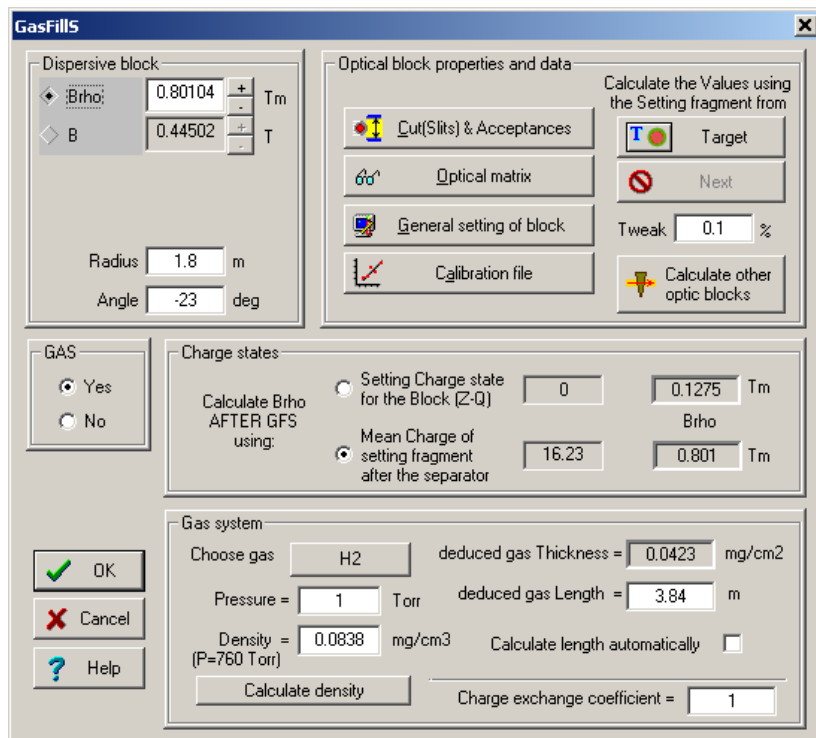 GasFillS
Dispersive block
Brho 0.80104 + - Tm
B 0.44502 + - T
Radius 1.8 m
Angle -23 deg
Optical block properties and data
Cut(Slits) & Acceptances
Optical matrix
General setting of block
Calibration file
Calculate the Values using
the Setting fragment from
T Target
Next
Tweak 0.1 %
Calculate other
optic blocks
GAS
Yes
No
Charge states
Calculate Brho
AFTER GFS
using:
Setting Charge state
for the Block (Z-Q)
0
0.1275 Tm
Brho
Mean Charge of
setting fragment
after the separator
16.23
0.801 Tm
OK
Cancel
? Help
Gas system
Choose gas H2
Pressure = 1 Torr
Density = 0.0838 mg/cm3
(P=760 Torr)
Calculate density
deduced gas Thickness = 0.0423 mg/cm2
deduced gas Length = 3.84 m
Calculate length automatically
Charge exchange coefficient = 1